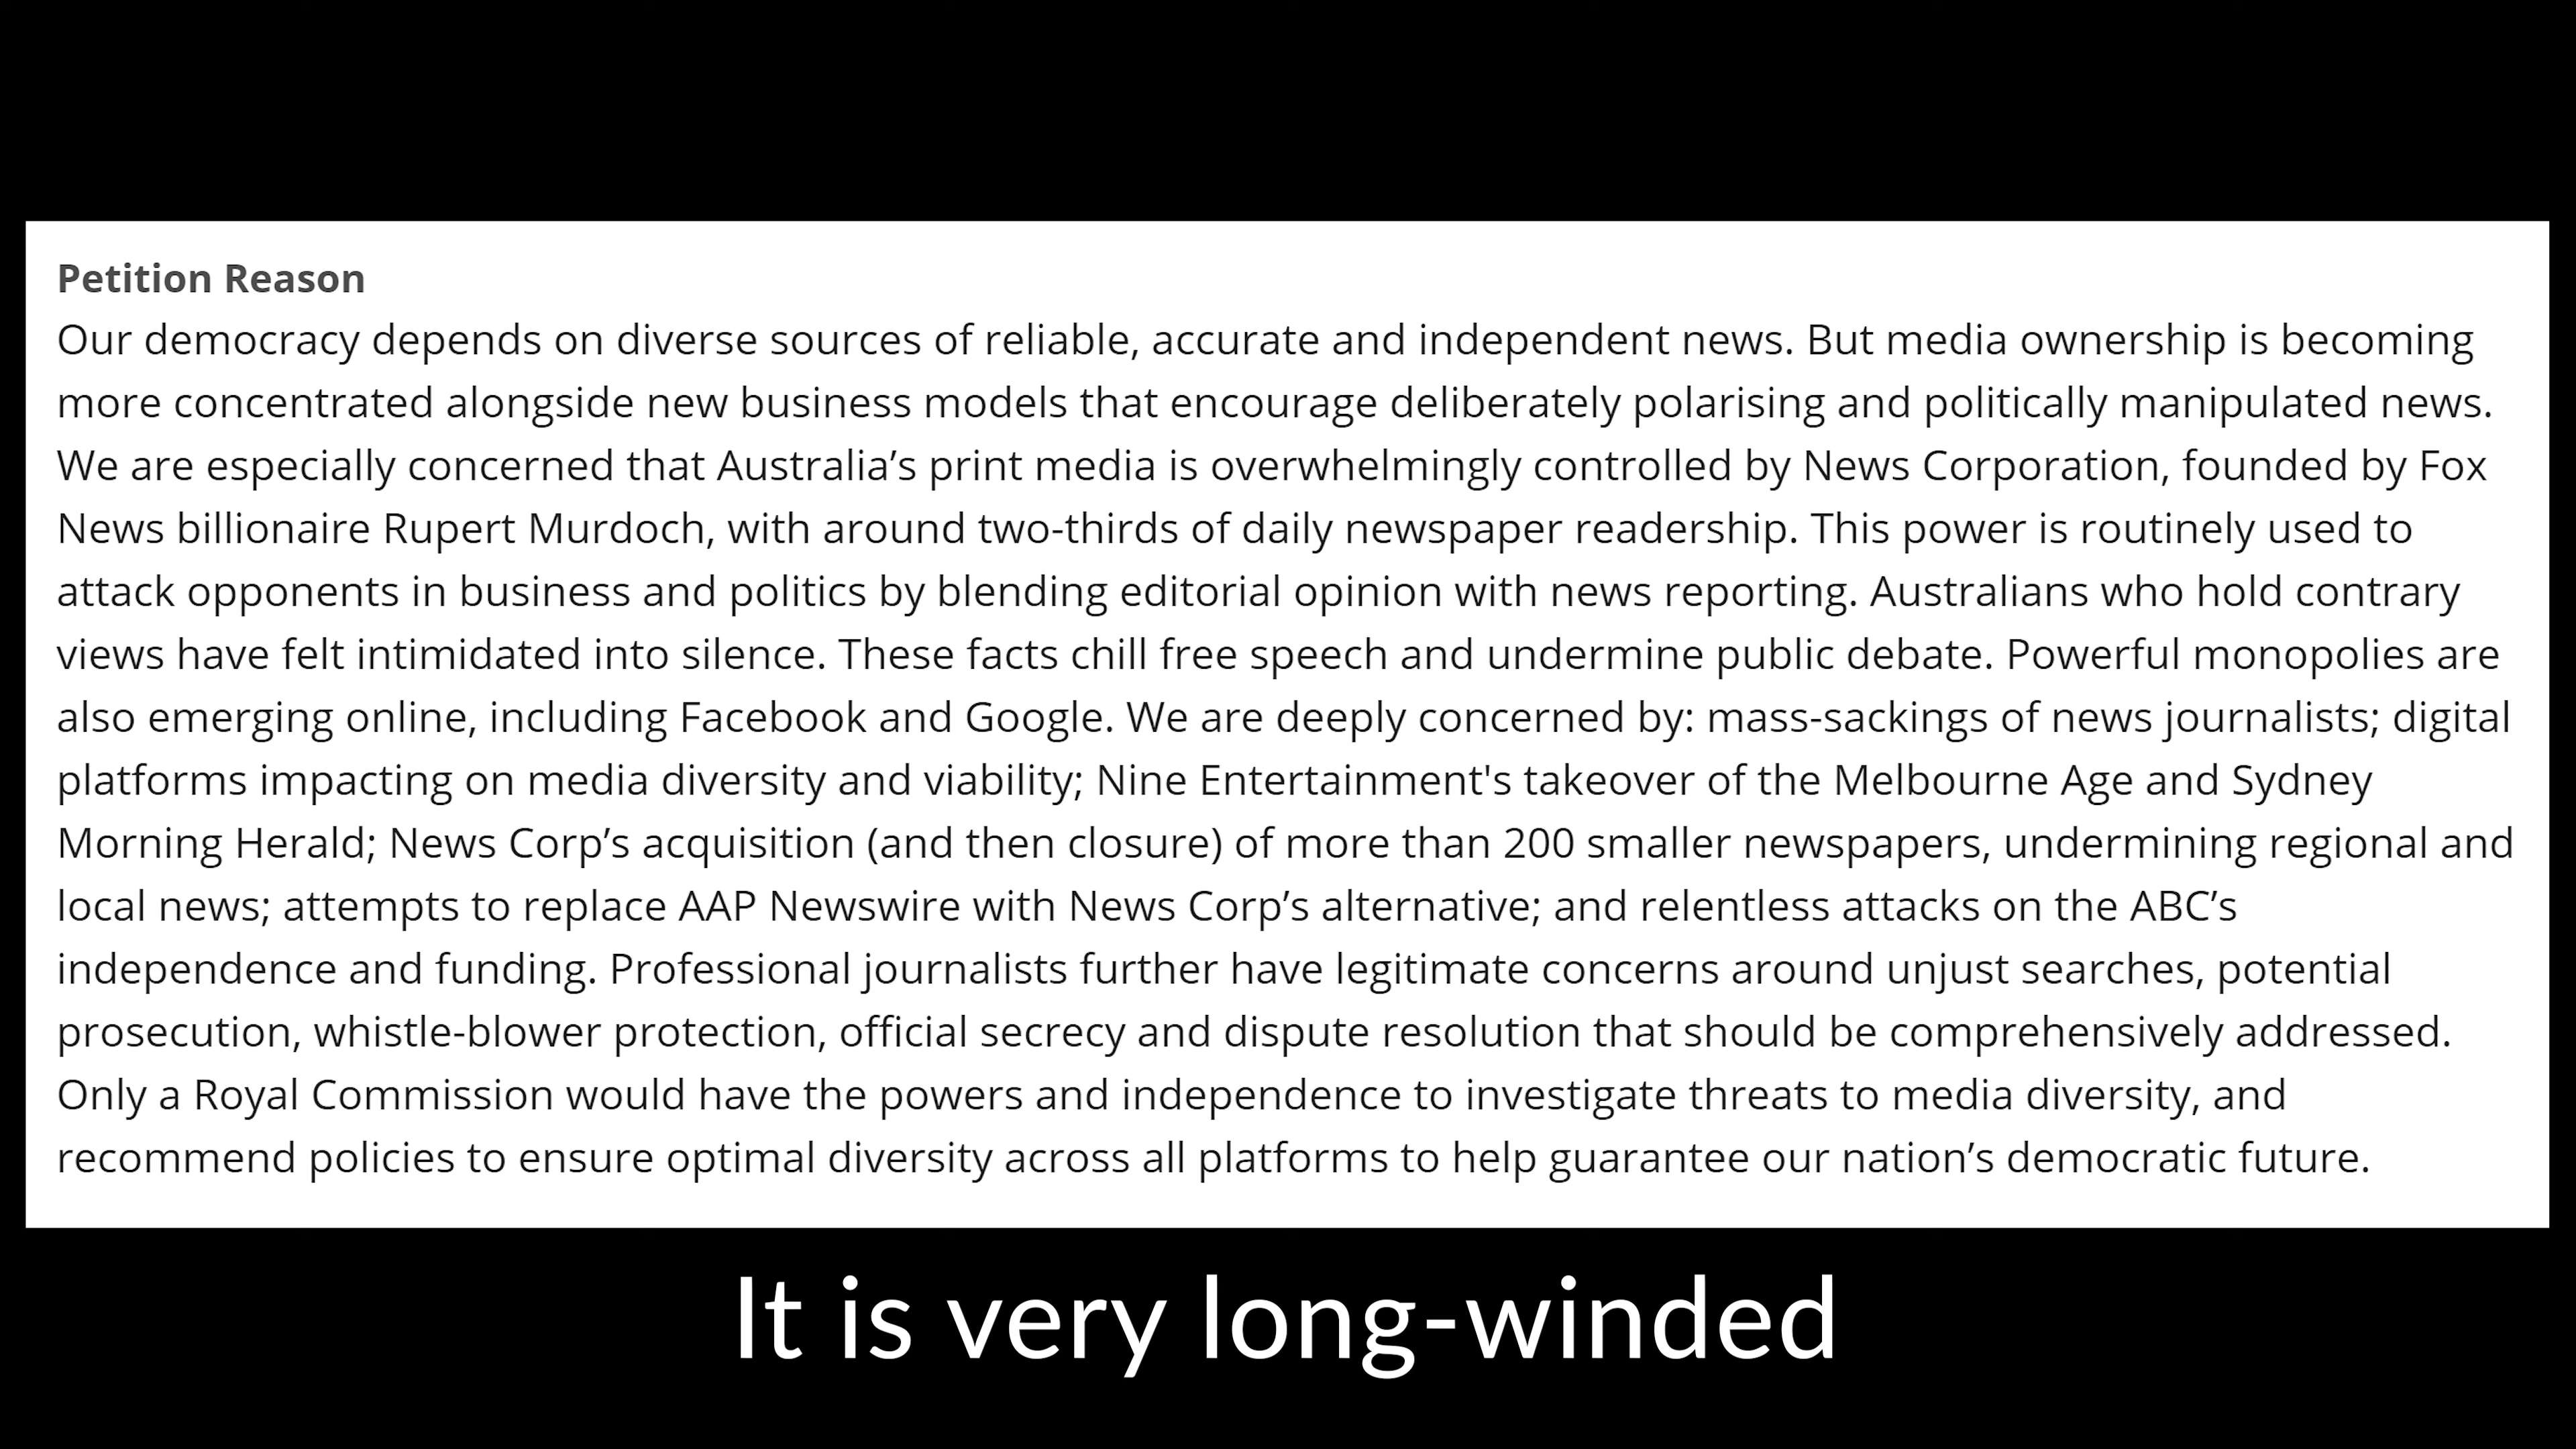 Petition Reason
Our democracy depends on diverse sources of reliable, accurate and independent news. But media ownership is becoming
more concentrated alongside new business models that encourage deliberately polarising and politically manipulated news.
We are especially concerned that Australia’s print media is overwhelmingly controlled by News Corporation, founded by Fox
News billionaire Rupert Murdoch, with around two-thirds of daily newspaper readership. This power is routinely used to
attack opponents in business and politics by blending editorial opinion with news reporting. Australians who hold contrary
views have felt intimidated into silence. These facts chill free speech and undermine public debate. Powerful monopolies are
also emerging online, including Facebook and Google. We are deeply concerned by: mass-sackings of news journalists; digital
platforms impacting on media diversity and viability; Nine Entertainment's takeover of the Melbourne Age and Sydney
Morning Herald; News Corp’s acquisition (and then closure) of more than 200 smaller newspapers, undermining regional and
local news; attempts to replace AAP Newswire with News Corp’s alternative; and relentless attacks on the ABC’s
independence and funding. Professional journalists further have legitimate concerns around unjust searches, potential
prosecution, whistle-blower protection, official secrecy and dispute resolution that should be comprehensively addressed.
Only a Royal Commission would have the powers and independence to investigate threats to media diversity, and
recommend policies to ensure optimal diversity across all platforms to help guarantee our nation’s democratic future.
It is very long-winded